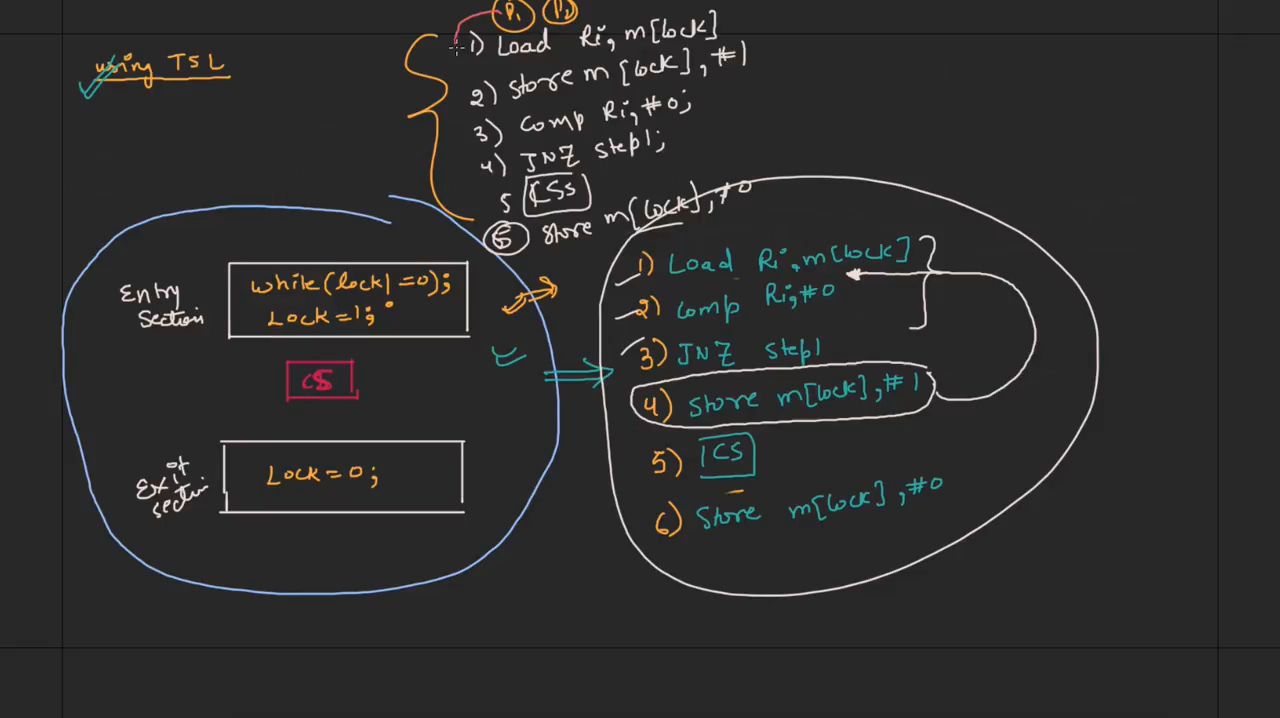 P1 P2
1) Load Ri, m[lock]
using TSL
2) Store m[lock], #1
3) Comp Ri, #0;
4) JNZ Step1;
5 [CSs]
6 Store m[lock], #0
1) Load Ri, m[lock]
2) Comp Ri, #0
3) JNZ Step1
4) Store m[lock], #1
5) CS
6) Store m[lock], #0
Entry
Section
while(lock!=0);
Lock=1;
CS
Exit
section
Lock=0;